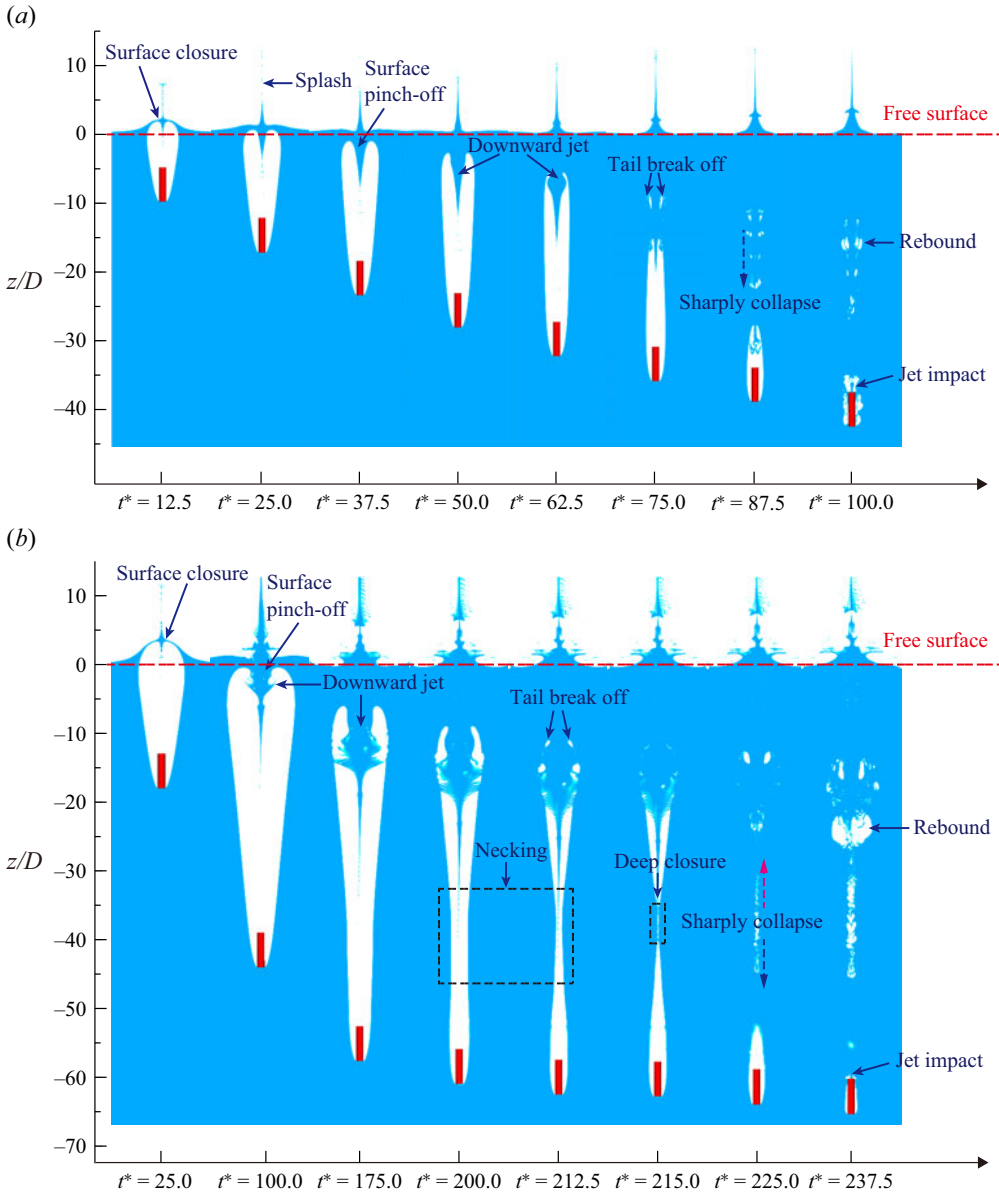 (a)
Surface closure
Splash
Surface
pinch-off
Free surface
Downward jet
Tail break off
Rebound
Sharply collapse
Jet impact
z/D
10
0
–10
–20
–30
–40
t* = 12.5 t* = 25.0 t* = 37.5 t* = 50.0 t* = 62.5 t* = 75.0 t* = 87.5 t* = 100.0
(b)
Surface closure
Surface
pinch-off
Free surface
Downward jet
Tail break off
Necking
Deep closure
Rebound
Sharply collapse
Jet impact
z/D
10
0
–10
–20
–30
–40
–50
–60
–70
t* = 25.0 t* = 100.0 t* = 175.0 t* = 200.0 t* = 212.5 t* = 215.0 t* = 225.0 t* = 237.5